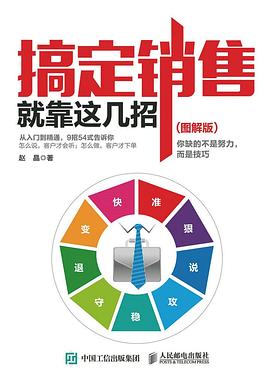 搞定销售
就靠这几招
(图解版)
从入门到精通，9招54式告诉你
怎么说，客户才会听；怎么做，客户才下单
你缺的不是努力，
而是技巧
赵 晶◎著
快
准
变
狠
退
说
守
攻
稳
中国工信出版集团
人民邮电出版社